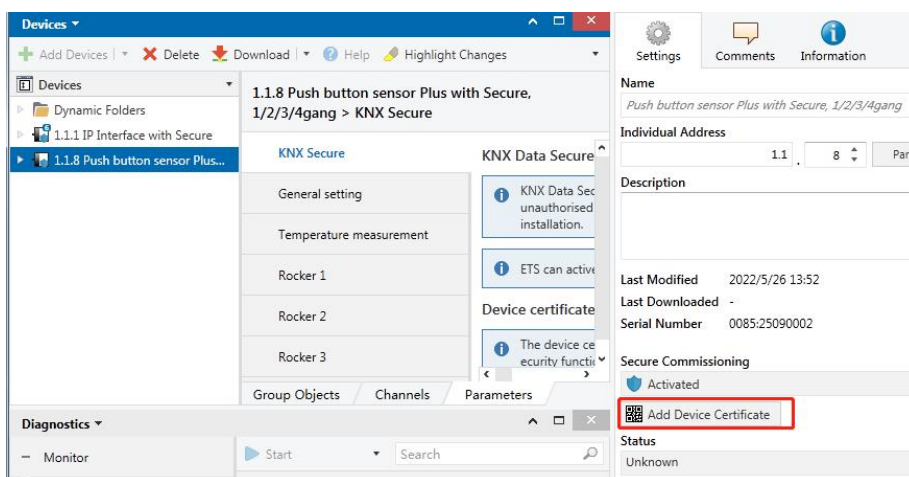 Devices
Add Devices
Delete
Download
Help
Highlight Changes
Devices
Dynamic Folders
1.1.1 IP Interface with Secure
1.1.8 Push button sensor Plus...
1.1.8 Push button sensor Plus with Secure,
1/2/3/4gang > KNX Secure
KNX Secure
General setting
Temperature measurement
Rocker 1
Rocker 2
Rocker 3
KNX Data Secure
KNX Data Sec
unauthorised
installation.
ETS can active
Device certificate
The device ce
ecurity functi
Group Objects
Channels
Parameters
Diagnostics
Monitor
Start
Search
Settings
Comments
Information
Name
Push button sensor Plus with Secure, 1/2/3/4gang
Individual Address
1.1 . 8
Par
Description
Last Modified 2022/5/26 13:52
Last Downloaded -
Serial Number 0085:25090002
Secure Commissioning
Activated
Add Device Certificate
Status
Unknown